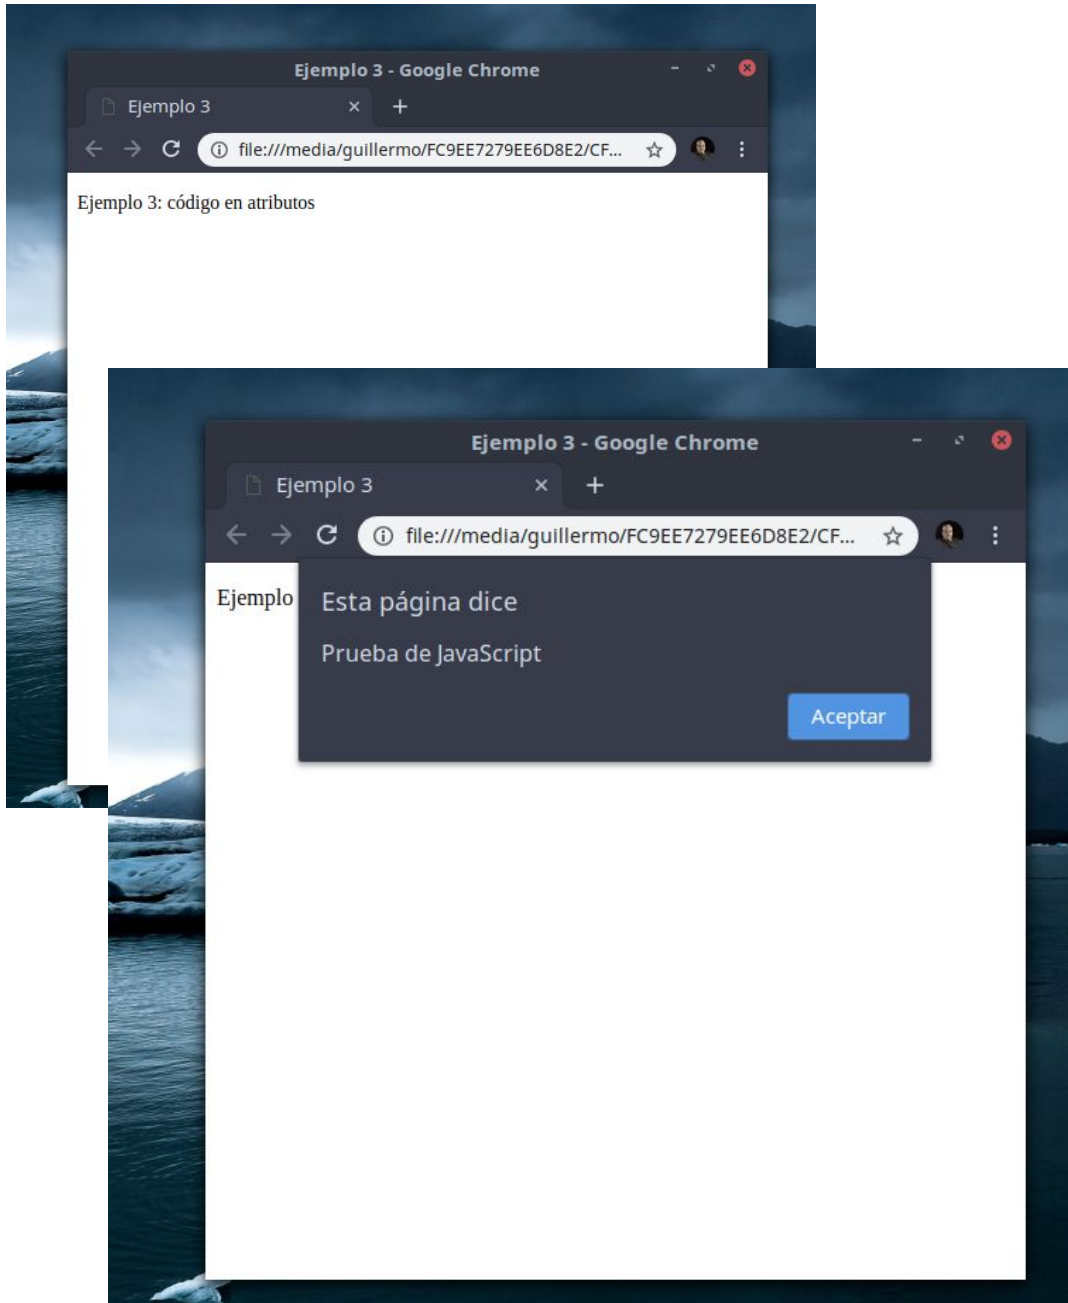 Ejemplo 3 - Google Chrome
Ejemplo 3
file:///media/guillermo/FC9EE7279EE6D8E2/CF...
Ejemplo 3: código en atributos
Ejemplo 3 - Google Chrome
Ejemplo 3
file:///media/guillermo/FC9EE7279EE6D8E2/CF...
Ejemplo
Esta página dice
Prueba de JavaScript
Aceptar